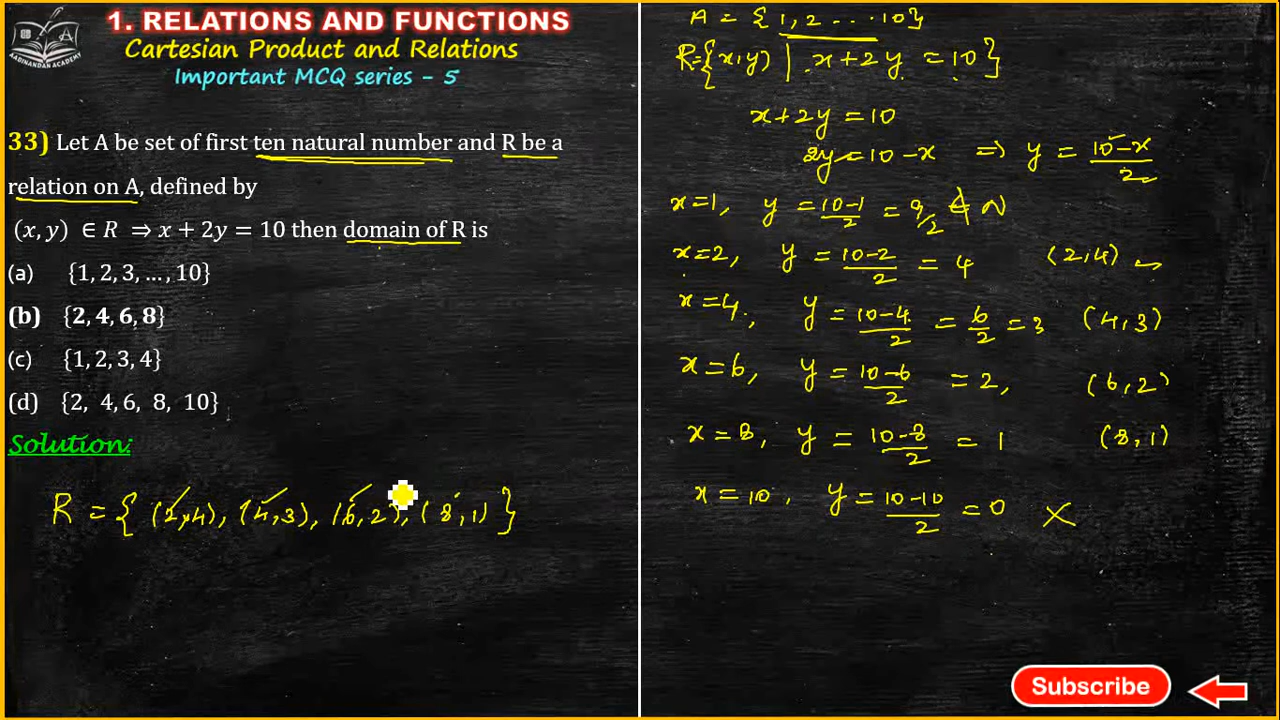 AADINANDAN ACADEMY
1. RELATIONS AND FUNCTIONS
Cartesian Product and Relations
Important MCQ series - 5
33) Let A be set of first ten natural number and R be a
relation on A, defined by
(x, y) ∈ R ⇒ x + 2y = 10 then domain of R is
(a) {1, 2, 3, ..., 10}
(b) {2, 4, 6, 8}
(c) {1, 2, 3, 4}
(d) {2, 4, 6, 8, 10}
Solution:
R = { (2,4), (4,3), (6,2), (8,1) }
A = { 1, 2 ... 10}
R = {(x,y) | x + 2y = 10}
x + 2y = 10
2y = 10 - x ⇒ y = (10 - x)/2
x = 1, y = (10-1)/2 = 9/2 ∉ N
x = 2, y = (10-2)/2 = 4 (2,4)
x = 4, y = (10-4)/2 = 6/2 = 3 (4,3)
x = 6, y = (10-6)/2 = 2, (6,2)
x = 8, y = (10-8)/2 = 1 (8,1)
x = 10, y = (10-10)/2 = 0 ×
Subscribe